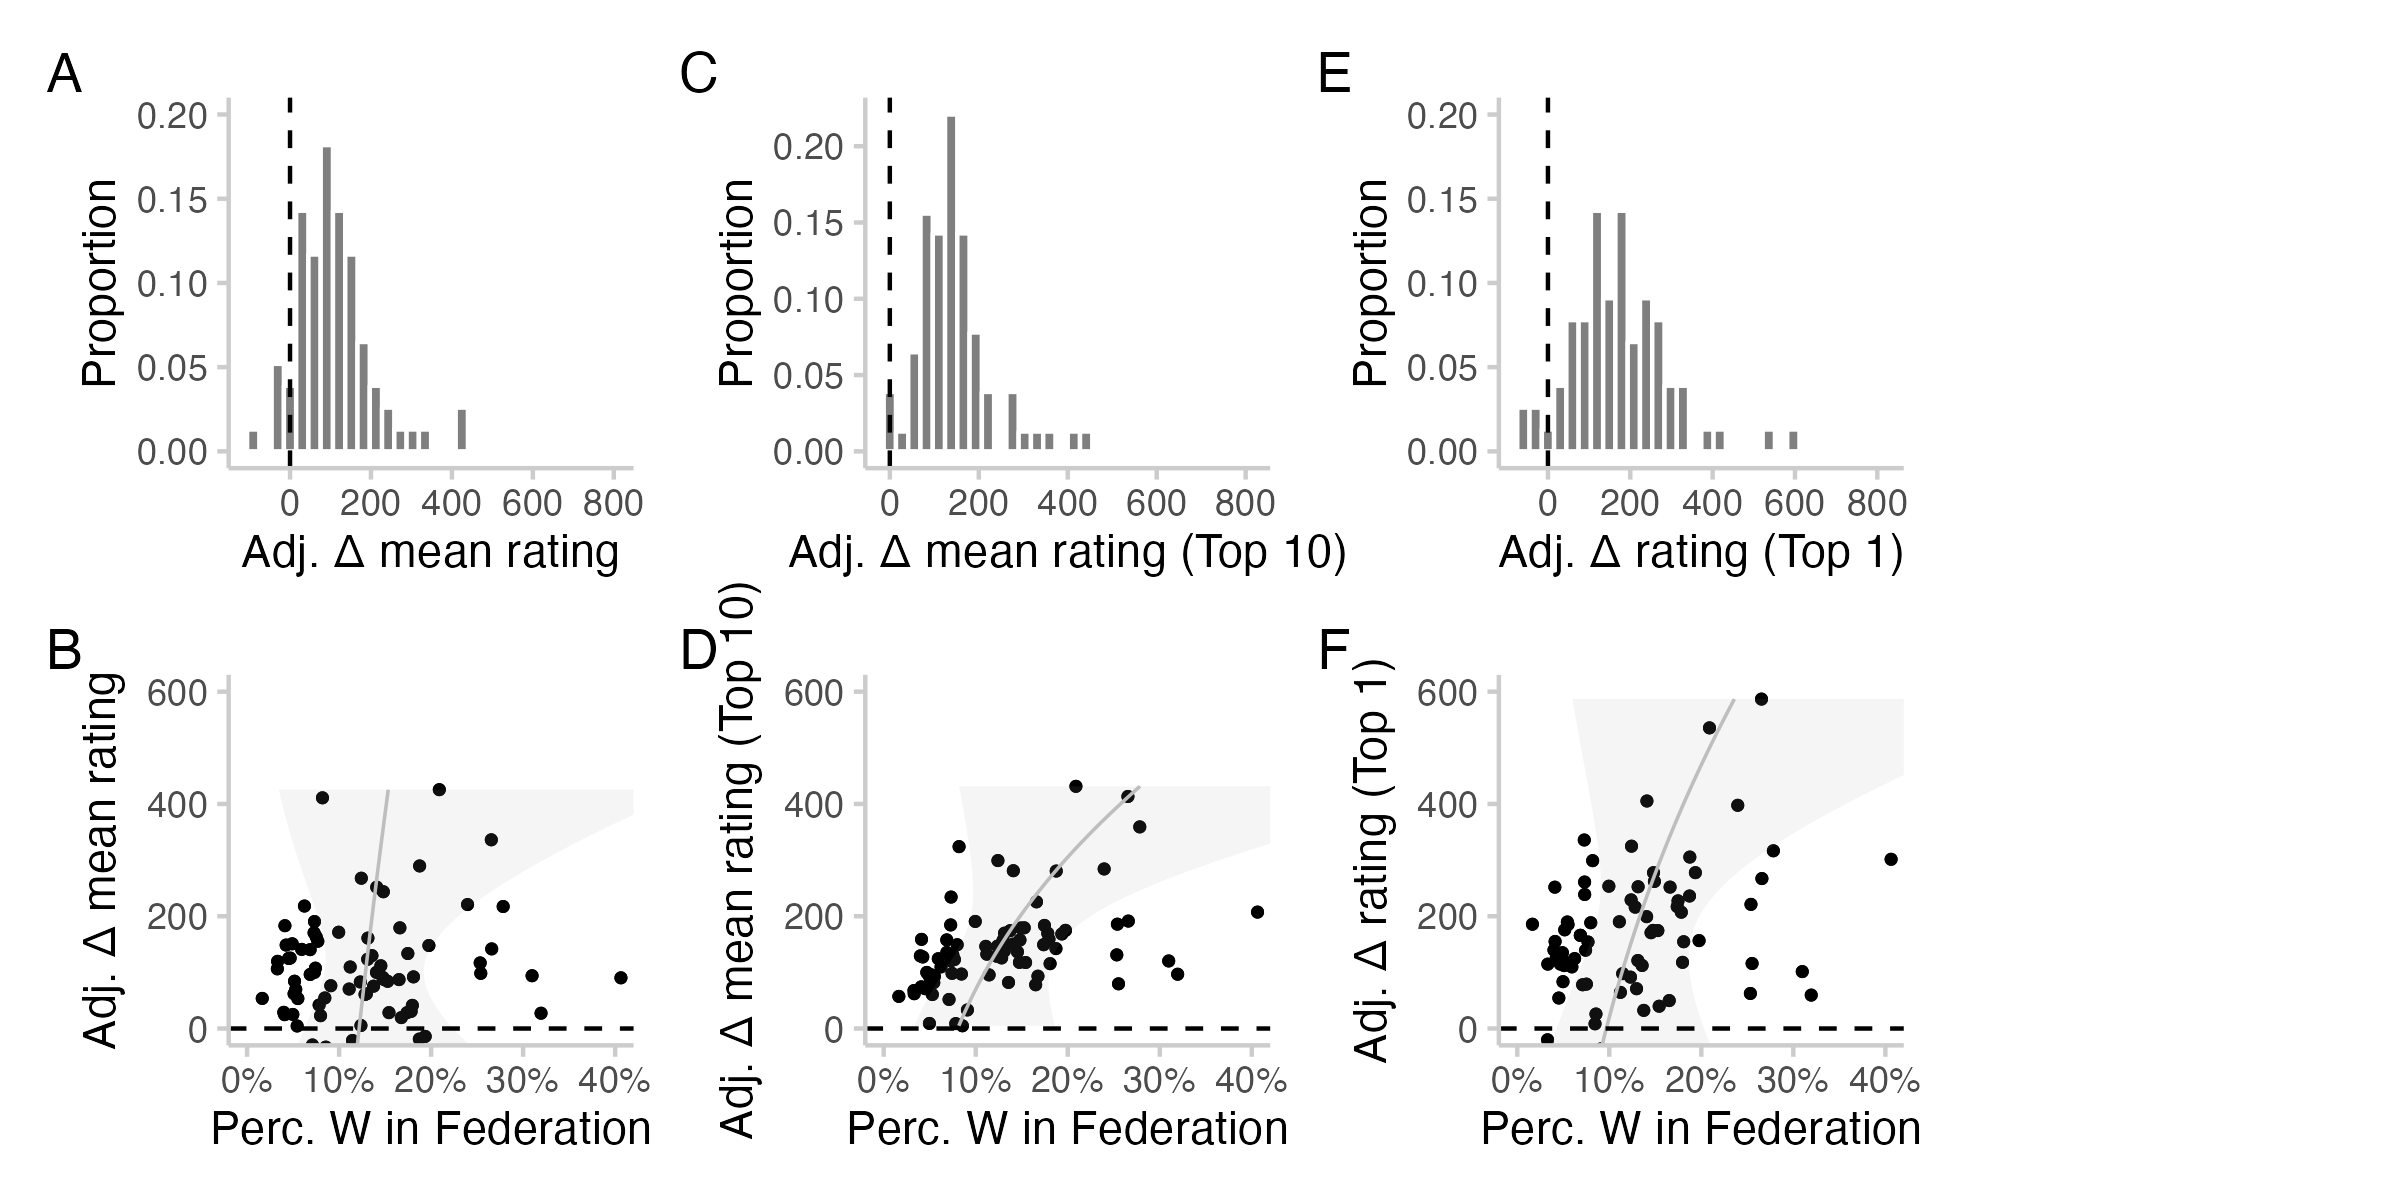 A
Proportion
0.20
0.15
0.10
0.05
0.00
0 200 400 600 800
Adj. Δ mean rating
C
Proportion
0.20
0.15
0.10
0.05
0.00
0 200 400 600 800
Adj. Δ mean rating (Top 10)
E
Proportion
0.20
0.15
0.10
0.05
0.00
0 200 400 600 800
Adj. Δ rating (Top 1)
B
Adj. Δ mean rating
600
400
200
0
0% 10% 20% 30% 40%
Perc. W in Federation
D
Adj. Δ mean rating (Top 10)
600
400
200
0
0% 10% 20% 30% 40%
Perc. W in Federation
F
Adj. Δ rating (Top 1)
600
400
200
0
0% 10% 20% 30% 40%
Perc. W in Federation